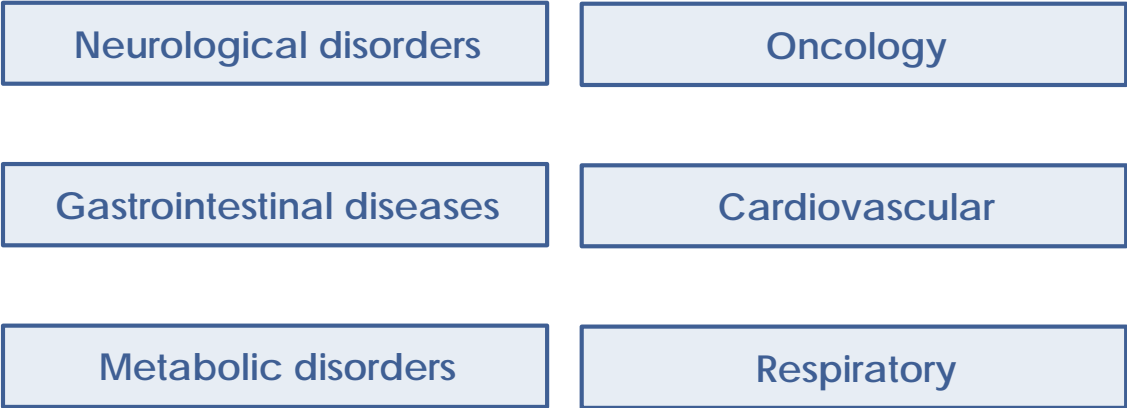 Neurological disorders
Oncology
Gastrointestinal diseases
Cardiovascular
Metabolic disorders
Respiratory